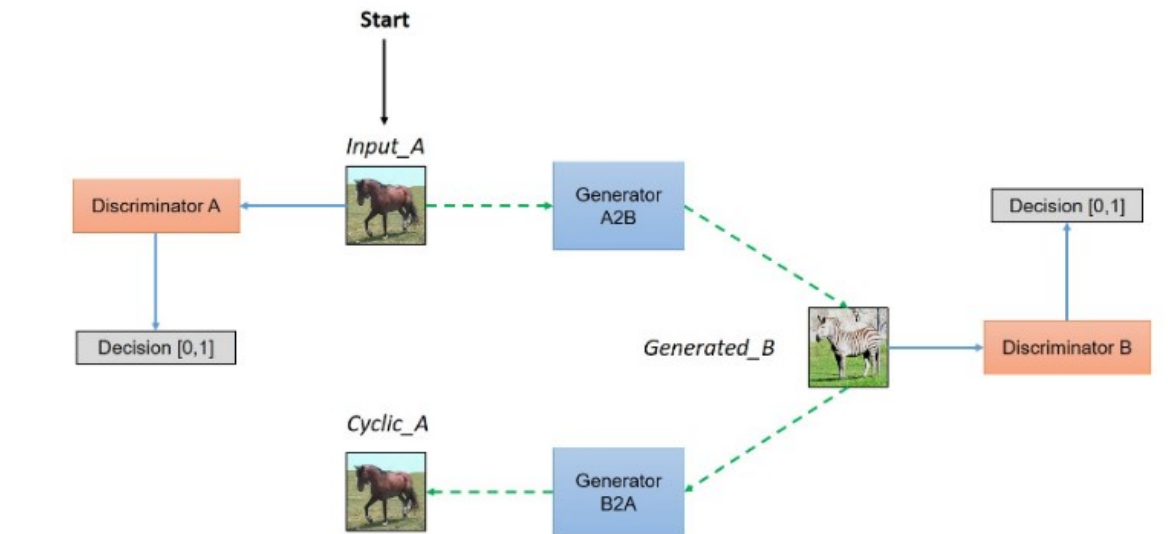 Start
Input_A
Discriminator A
Generator
A2B
Decision [0,1]
Decision [0,1]
Generated_B
Discriminator B
Cyclic_A
Generator
B2A